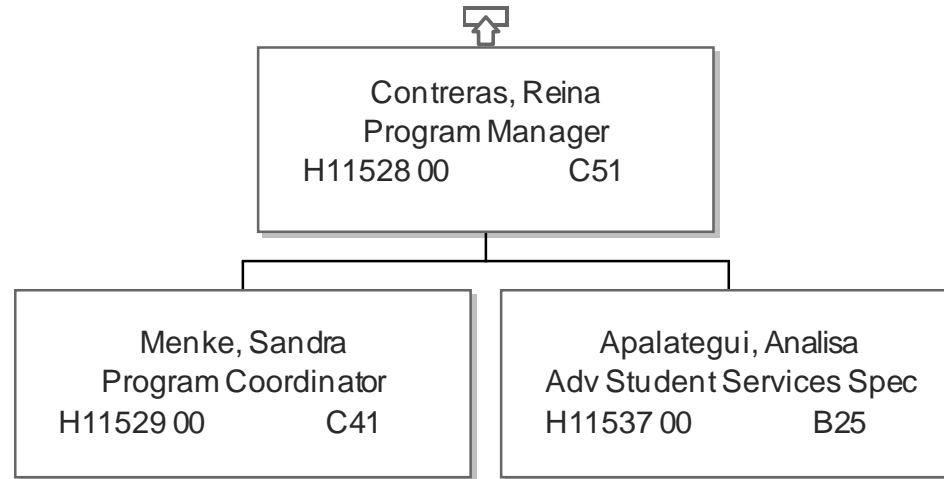 Contreras, Reina
Program Manager
H11528 00 C51
Menke, Sandra
Program Coordinator
H11529 00 C41
Apalategui, Analisa
Adv Student Services Spec
H11537 00 B25